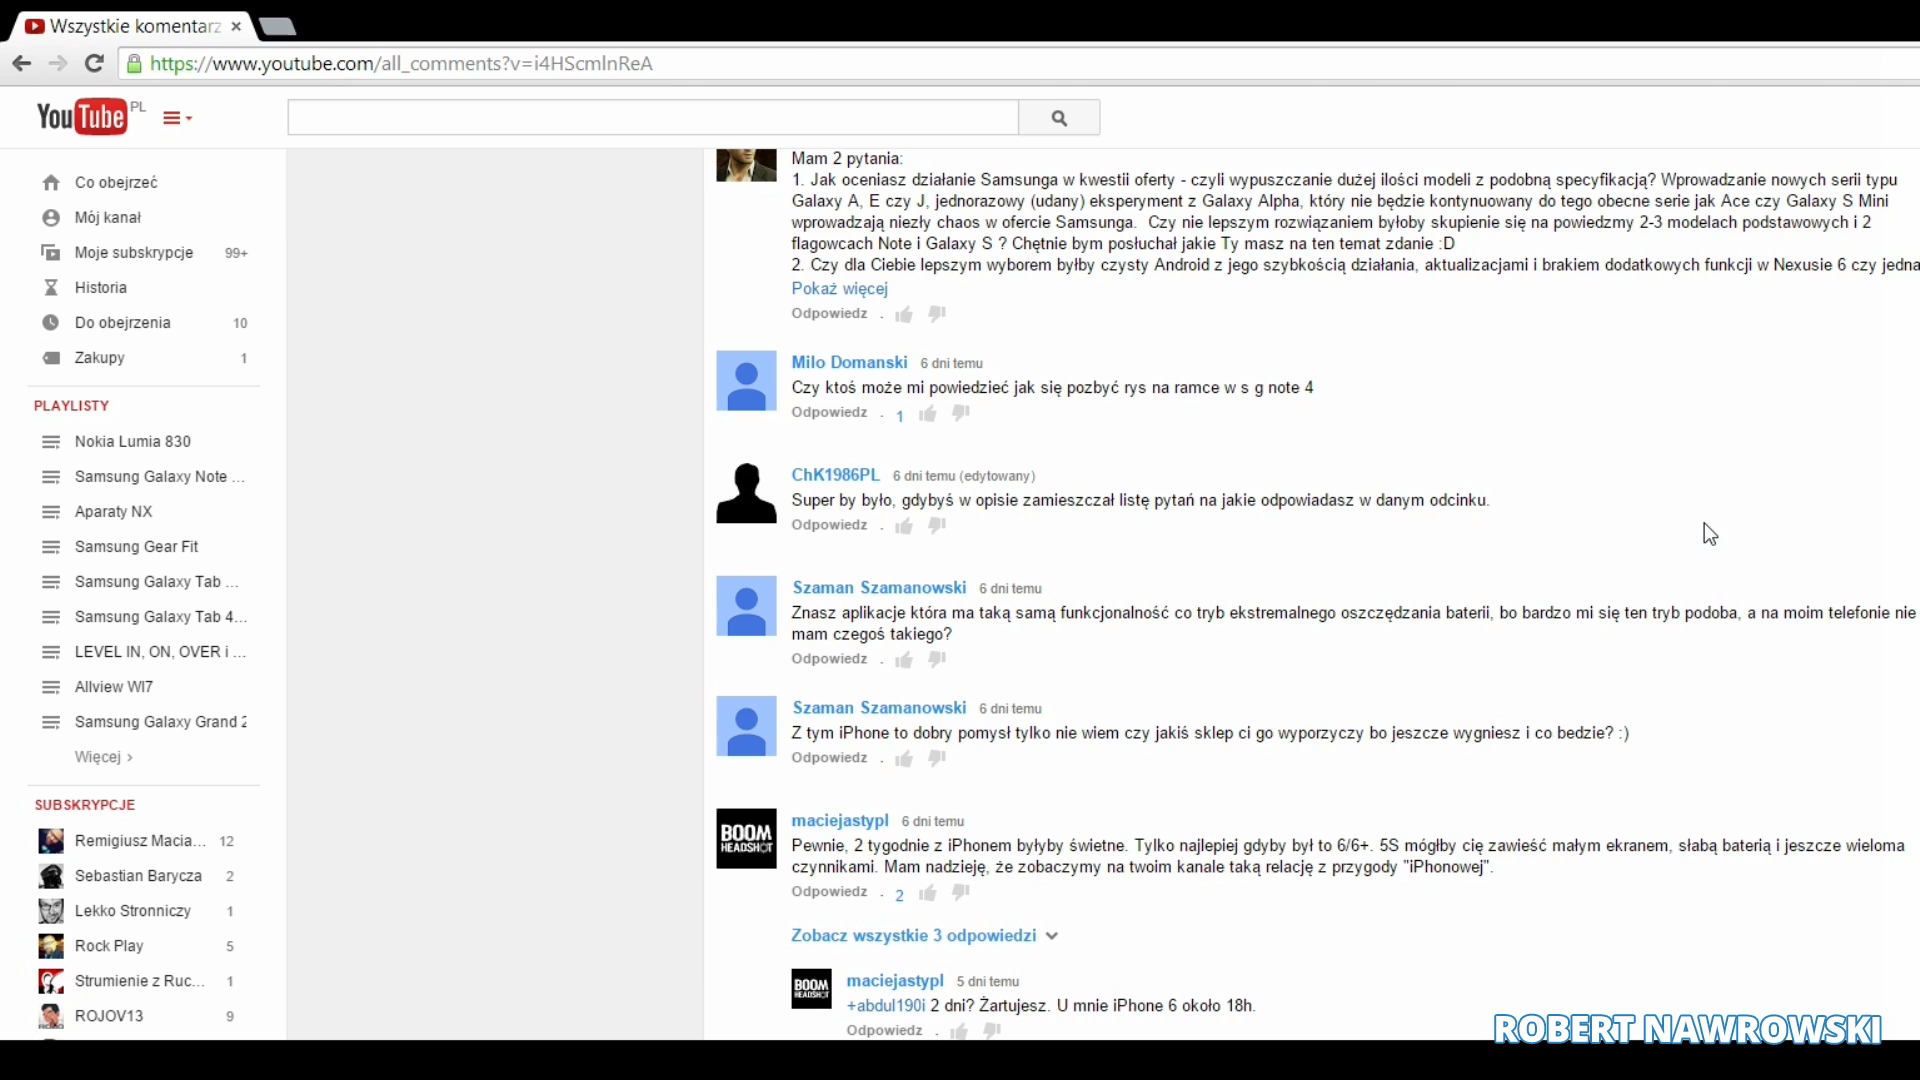 Wszystkie komentarz
https://www.youtube.com/all_comments?v=i4HScmlnReA
YouTube PL
Co obejrzeć
Mój kanał
Moje subskrypcje 99+
Historia
Do obejrzenia 10
Zakupy 1
PLAYLISTY
Nokia Lumia 830
Samsung Galaxy Note ...
Aparaty NX
Samsung Gear Fit
Samsung Galaxy Tab ...
Samsung Galaxy Tab 4...
LEVEL IN, ON, OVER i ...
Allview WI7
Samsung Galaxy Grand 2
Więcej ›
SUBSKRYPCJE
Remigiusz Macia... 12
Sebastian Barycza 2
Lekko Stronniczy 1
Rock Play 5
Strumienie z Ruc... 1
ROJOV13 9
Mam 2 pytania:
1. Jak oceniasz działanie Samsunga w kwestii oferty - czyli wypuszczanie dużej ilości modeli z podobną specyfikacją? Wprowadzanie nowych serii typu
Galaxy A, E czy J, jednorazowy (udany) eksperyment z Galaxy Alpha, który nie będzie kontynuowany do tego obecne serie jak Ace czy Galaxy S Mini
wprowadzają niezły chaos w ofercie Samsunga. Czy nie lepszym rozwiązaniem byłoby skupienie się na powiedzmy 2-3 modelach podstawowych i 2
flagowcach Note i Galaxy S ? Chętnie bym posłuchał jakie Ty masz na ten temat zdanie :D
2. Czy dla Ciebie lepszym wyborem byłby czysty Android z jego szybkością działania, aktualizacjami i brakiem dodatkowych funkcji w Nexusie 6 czy jedna
Pokaż więcej
Odpowiedz .
Milo Domanski 6 dni temu
Czy ktoś może mi powiedzieć jak się pozbyć rys na ramce w s g note 4
Odpowiedz . 1
ChK1986PL 6 dni temu (edytowany)
Super by było, gdybyś w opisie zamieszczał listę pytań na jakie odpowiadasz w danym odcinku.
Odpowiedz .
Szaman Szamanowski 6 dni temu
Znasz aplikacje która ma taką samą funkcjonalność co tryb ekstremalnego oszczędzania baterii, bo bardzo mi się ten tryb podoba, a na moim telefonie nie
mam czegoś takiego?
Odpowiedz .
Szaman Szamanowski 6 dni temu
Z tym iPhone to dobry pomysł tylko nie wiem czy jakiś sklep ci go wyporzyczy bo jeszcze wygniesz i co bedzie? :)
Odpowiedz .
BOOM
HEADSHOT
maciejastypl 6 dni temu
Pewnie, 2 tygodnie z iPhonem byłyby świetne. Tylko najlepiej gdyby był to 6/6+. 5S mógłby cię zawieść małym ekranem, słabą baterią i jeszcze wieloma
czynnikami. Mam nadzieję, że zobaczymy na twoim kanale taką relację z przygody "iPhonowej".
Odpowiedz . 2
Zobacz wszystkie 3 odpowiedzi
BOOM
HEADSHOT
maciejastypl 5 dni temu
+abdul190i 2 dni? Żartujesz. U mnie iPhone 6 około 18h.
Odpowiedz .
ROBERT NAWROWSKI